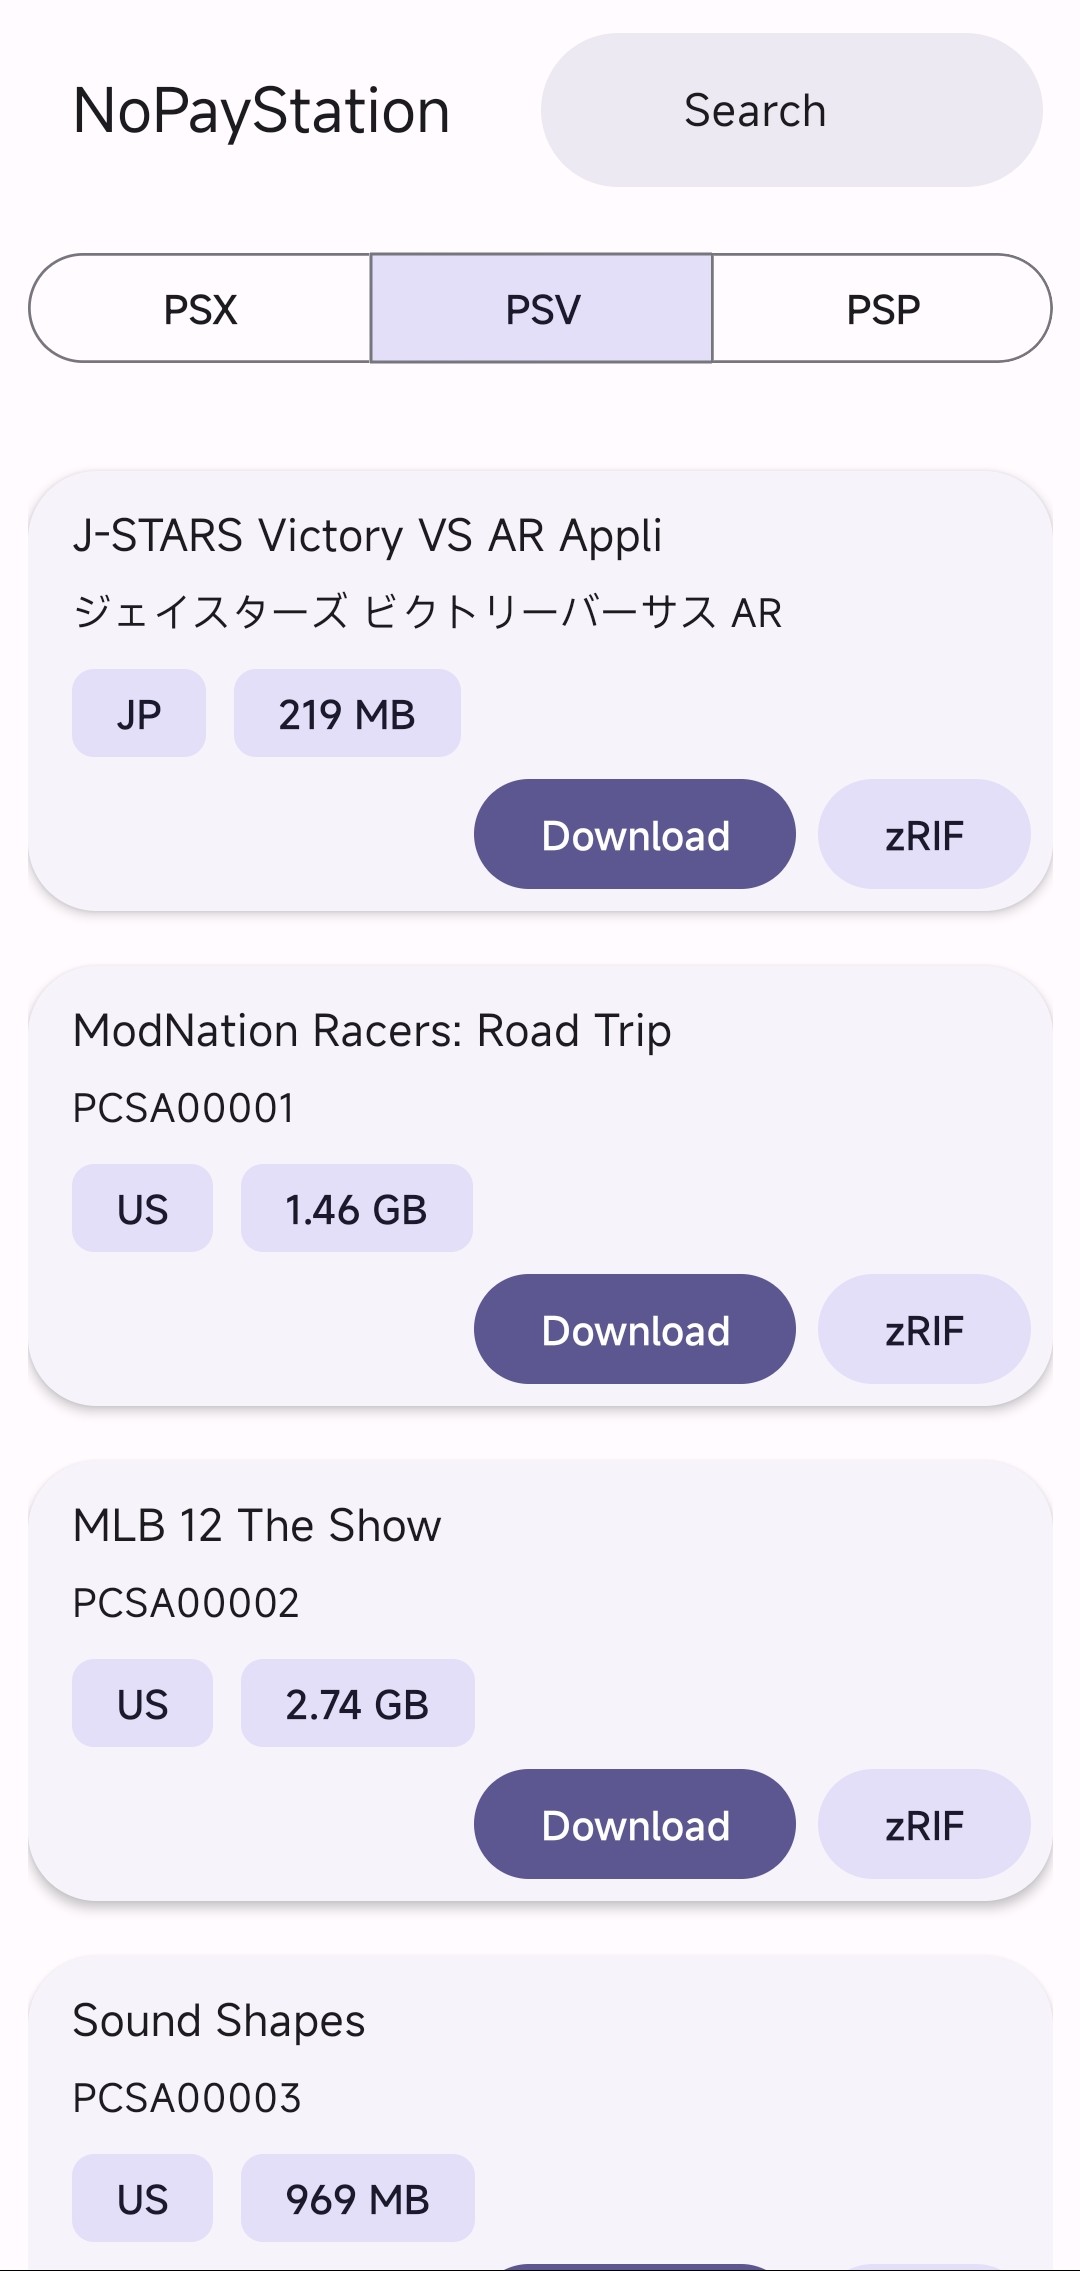 NoPayStation
Search
PSX
PSV
PSP
J-STARS Victory VS AR Appli
ジェイスターズ ビクトリーバーサス AR
JP
219 MB
Download
zRIF
ModNation Racers: Road Trip
PCSA00001
US
1.46 GB
Download
zRIF
MLB 12 The Show
PCSA00002
US
2.74 GB
Download
zRIF
Sound Shapes
PCSA00003
US
969 MB